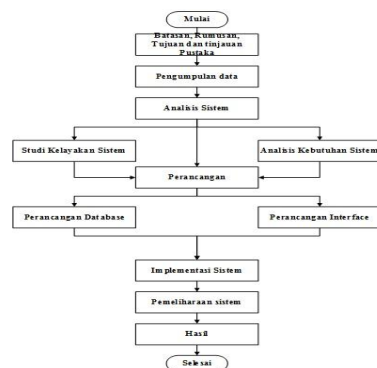 Mulai
Batasan, Rumusan,
Tujuan dan tinjauan
Pustaka
Pengumpulan data
Analisis Sistem
Studi Kelayakan Sistem
Analisis Kebutuhan Sistem
Perancangan
Perancangan Database
Perancangan Interface
Implementasi Sistem
Pemeliharaan sistem
Hasil
Selesai